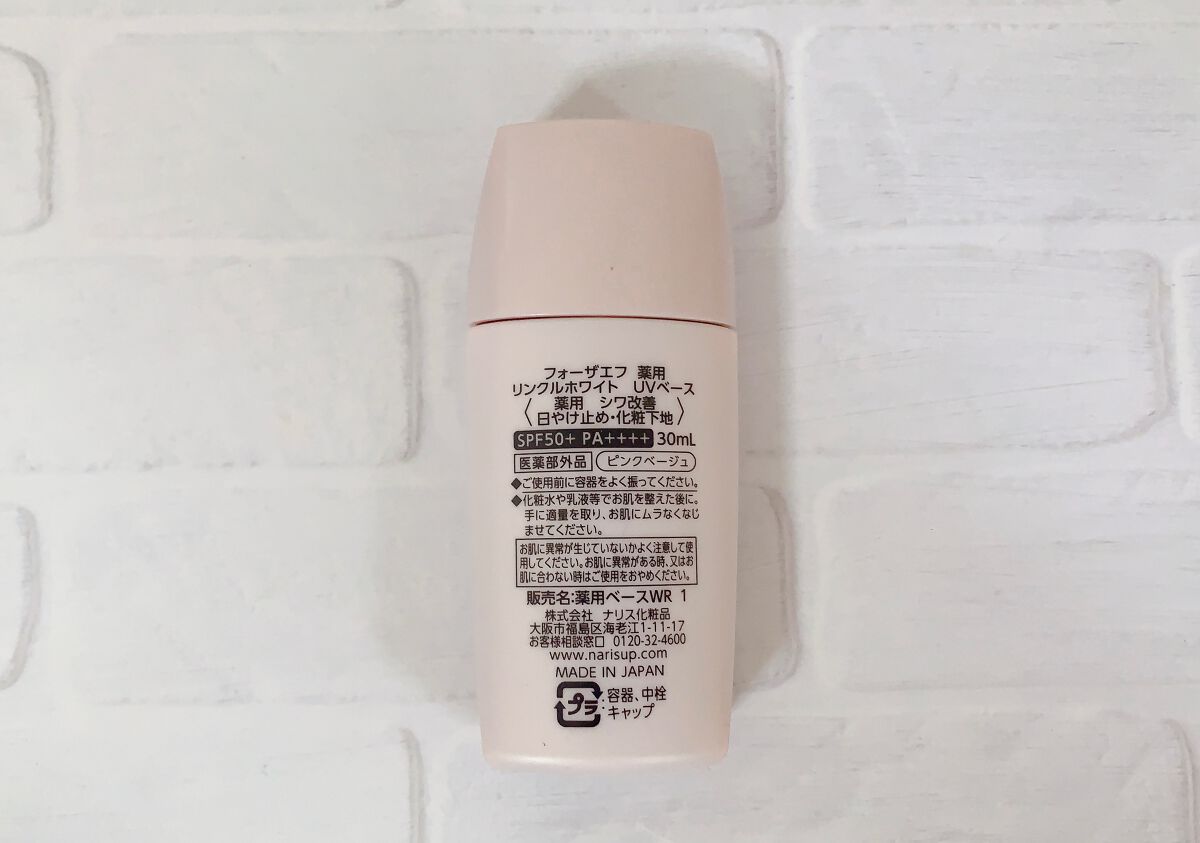 フォーザエフ 薬用
リンクルホワイト UVベース
〈薬用 シワ改善
日やけ止め・化粧下地〉
SPF50+ PA++++ 30mL
医薬部外品 ピンクベージュ
◆ご使用前に容器をよく振ってください。
◆化粧水や乳液等でお肌を整えた後に、
手に適量を取り、お肌にムラなくなじ
ませてください。
お肌に異常が生じていないかよく注意して使
用してください。お肌に異常がある時、又はお
肌に合わない時はご使用をおやめください。
販売名:薬用ベースWR 1
株式会社 ナリス化粧品
大阪市福島区海老江1-11-17
お客様相談窓口 0120-32-4600
www.narisup.com
MADE IN JAPAN
プラ :容器、中栓
キャップ